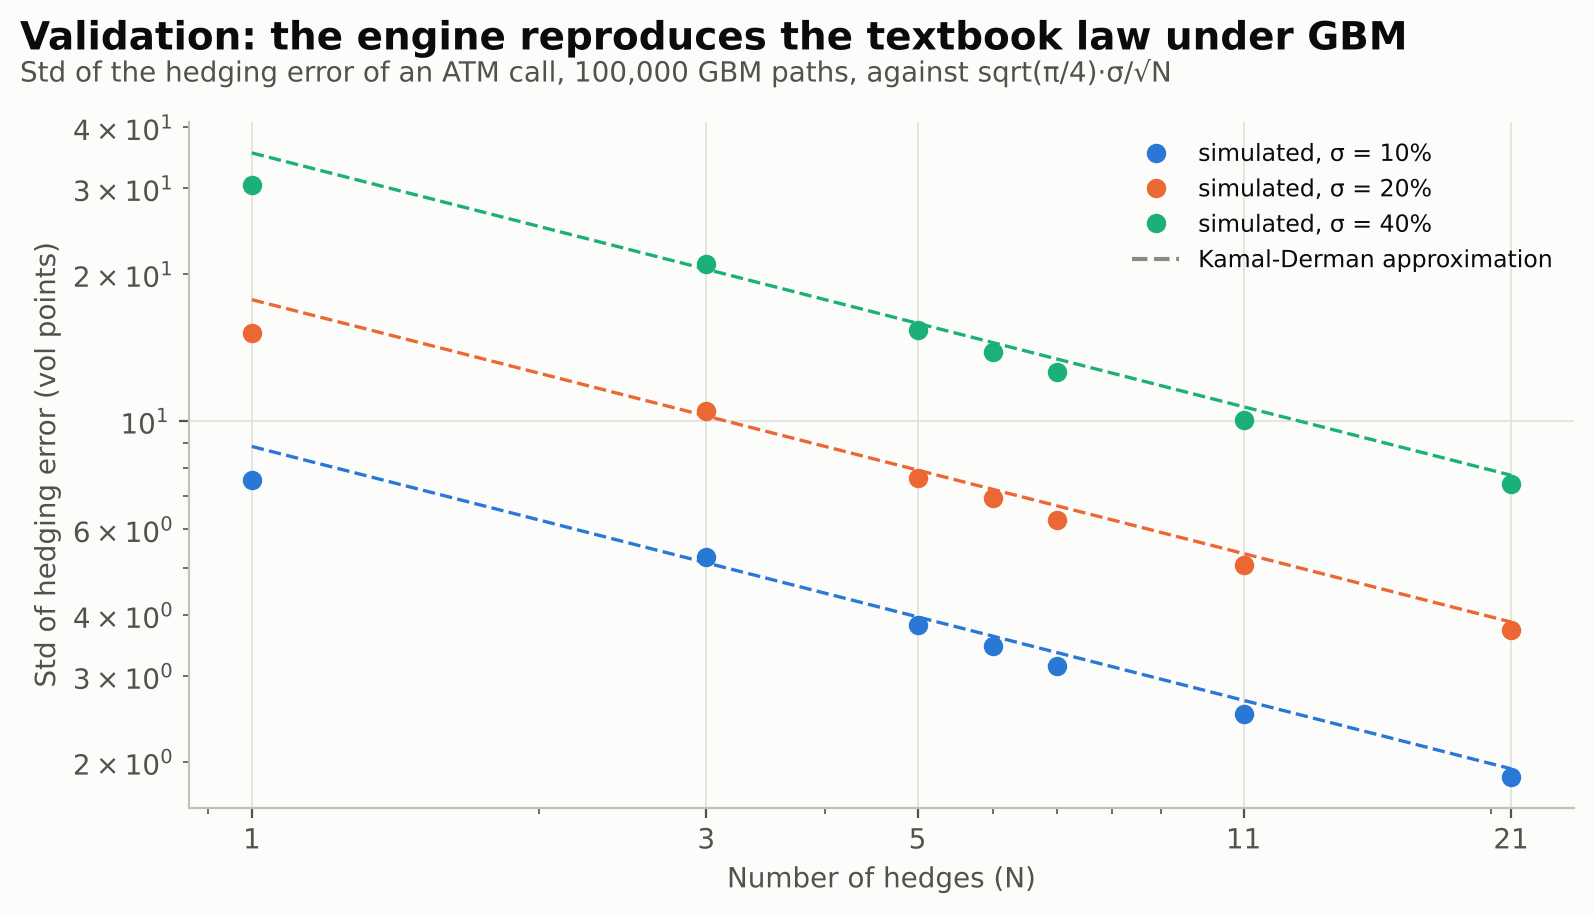 Validation: the engine reproduces the textbook law under GBM
Std of the hedging error of an ATM call, 100,000 GBM paths, against sqrt(π/4)·σ/√N
Std of hedging error (vol points)
4 × 10¹
3 × 10¹
2 × 10¹
10¹
6 × 10⁰
4 × 10⁰
3 × 10⁰
2 × 10⁰
simulated, σ = 10%
simulated, σ = 20%
simulated, σ = 40%
Kamal-Derman approximation
1 3 5 11 21
Number of hedges (N)